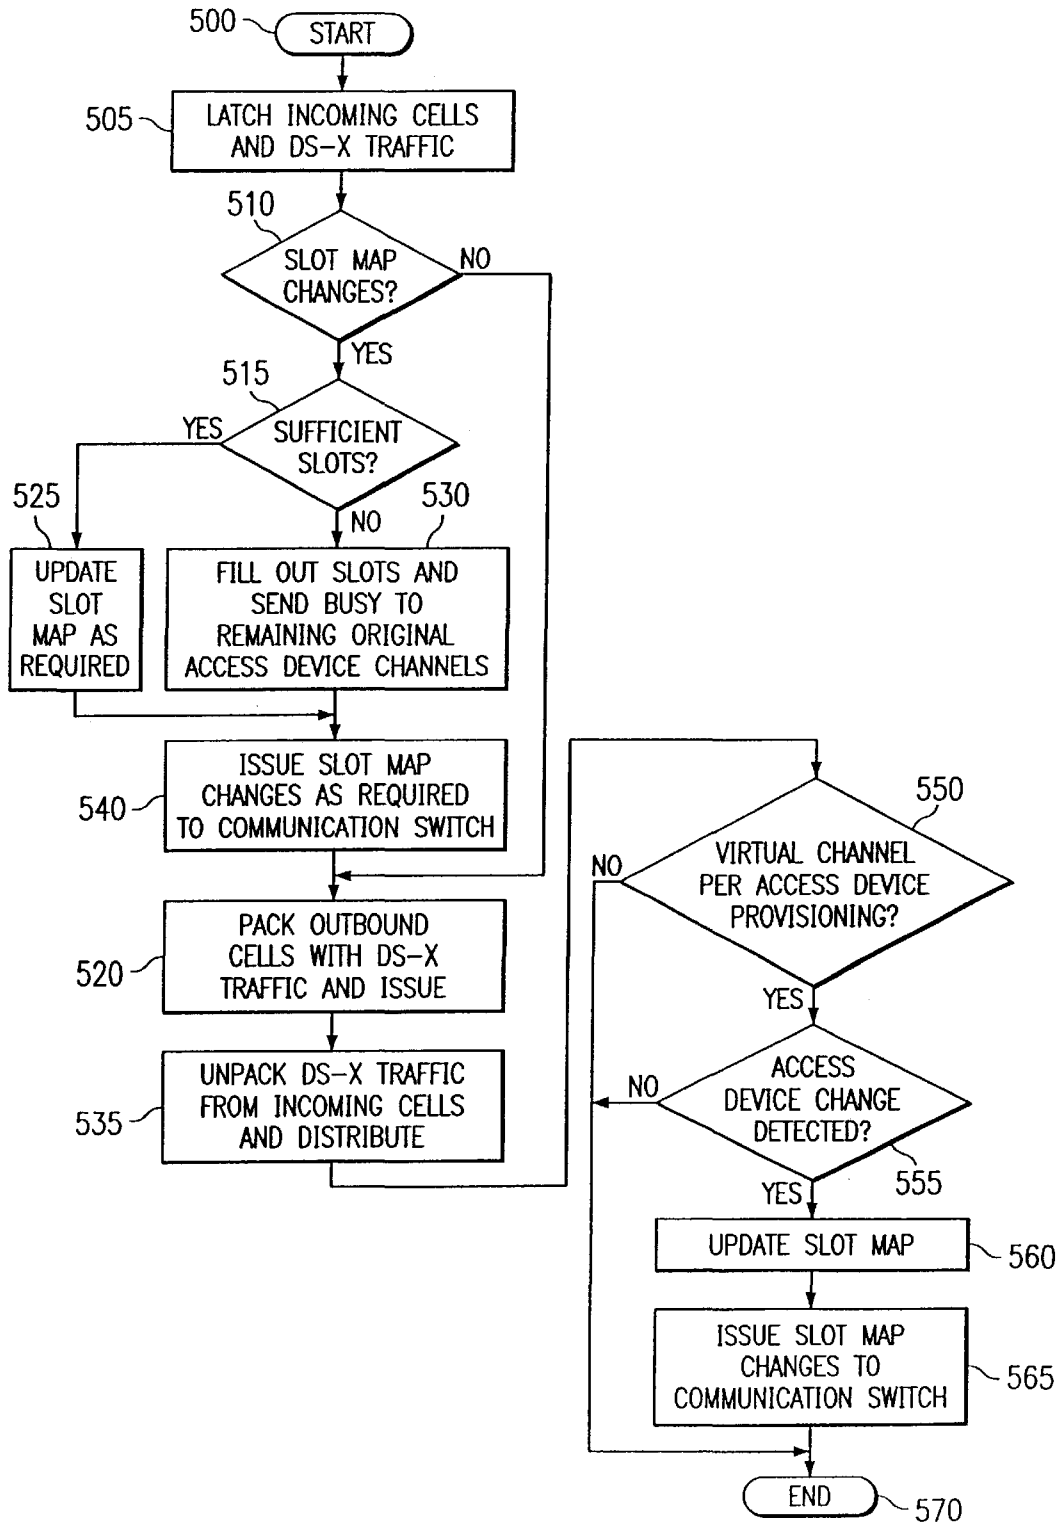 500
START
505
LATCH INCOMING CELLS
AND DS-X TRAFFIC
510
SLOT MAP
CHANGES?
NO
YES
515
SUFFICIENT
SLOTS?
YES
NO
525
UPDATE
SLOT
MAP AS
REQUIRED
530
FILL OUT SLOTS AND
SEND BUSY TO
REMAINING ORIGINAL
ACCESS DEVICE CHANNELS
540
ISSUE SLOT MAP
CHANGES AS REQUIRED
TO COMMUNICATION SWITCH
520
PACK OUTBOUND
CELLS WITH DS-X
TRAFFIC AND ISSUE
535
UNPACK DS-X TRAFFIC
FROM INCOMING CELLS
AND DISTRIBUTE
550
VIRTUAL CHANNEL
PER ACCESS DEVICE
PROVISIONING?
NO
YES
ACCESS
DEVICE CHANGE
DETECTED?
NO
555
YES
UPDATE SLOT MAP
560
ISSUE SLOT MAP
CHANGES TO
COMMUNICATION SWITCH
565
END
570